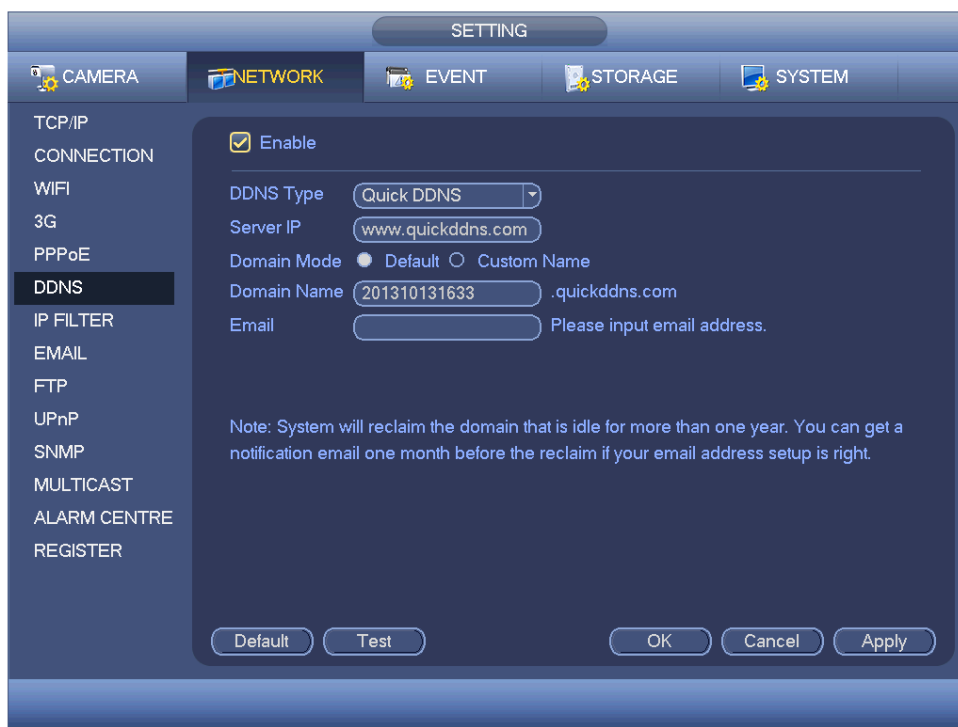 SETTING
CAMERA NETWORK EVENT STORAGE SYSTEM
TCP/IP
CONNECTION
WIFI
3G
PPPoE
DDNS
IP FILTER
EMAIL
FTP
UPnP
SNMP
MULTICAST
ALARM CENTRE
REGISTER
Enable
DDNS Type Quick DDNS
Server IP www.quickddns.com
Domain Mode Default Custom Name
Domain Name 201310131633 .quickddns.com
Email Please input email address.
Note: System will reclaim the domain that is idle for more than one year. You can get a
notification email one month before the reclaim if your email address setup is right.
Default Test OK Cancel Apply